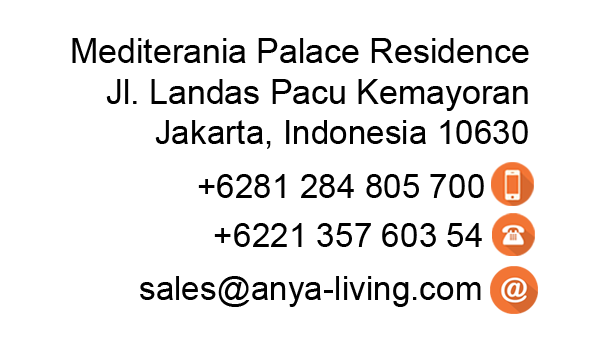 Mediterania Palace Residence
Jl. Landas Pacu Kemayoran
Jakarta, Indonesia 10630
+6281 284 805 700
+6221 357 603 54
sales@anya-living.com